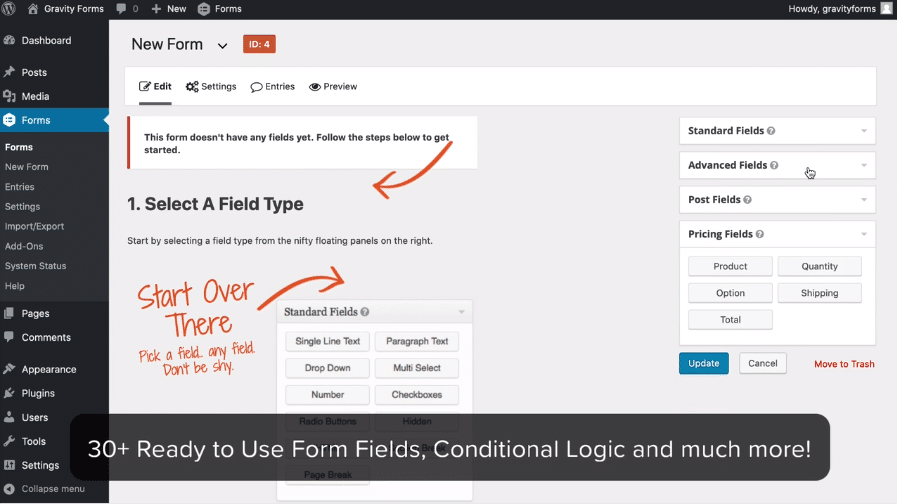 Gravity Forms
0
New
Forms
Howdy, gravityforms
Dashboard
Posts
Media
Forms
Forms
New Form
Entries
Settings
Import/Export
Add-Ons
System Status
Help
Pages
Comments
Appearance
Plugins
Users
Tools
Settings
Collapse menu
New Form
ID: 4
Edit
Settings
Entries
Preview
This form doesn't have any fields yet. Follow the steps below to get
started.
1. Select A Field Type
Start by selecting a field type from the nifty floating panels on the right.
Start Over
There
Pick a field... any field.
Don't be shy.
Standard Fields ?
Single Line Text
Paragraph Text
Drop Down
Multi Select
Number
Checkboxes
Radio Buttons
Hidden
Break
Page Break
Standard Fields ?
Advanced Fields ?
Post Fields ?
Pricing Fields ?
Product
Quantity
Option
Shipping
Total
Update
Cancel
Move to Trash
30+ Ready to Use Form Fields, Conditional Logic and much more!